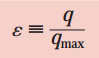 ε ≡ q / q_max